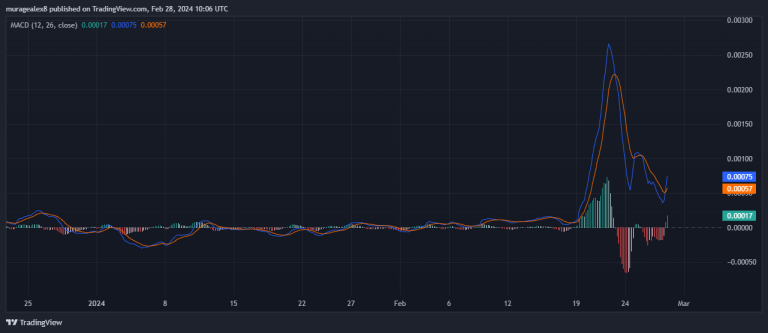 muragealex8 published on TradingView.com, Feb 28, 2024 10:06 UTC
MACD (12, 26, close) 0.00017 0.00075 0.00057
0.00300
0.00250
0.00200
0.00150
0.00100
0.00075
0.00057
0.00017
0.00000
−0.00050
25 2024 8 15 22 27 Feb 6 12 19 24 Mar
TradingView